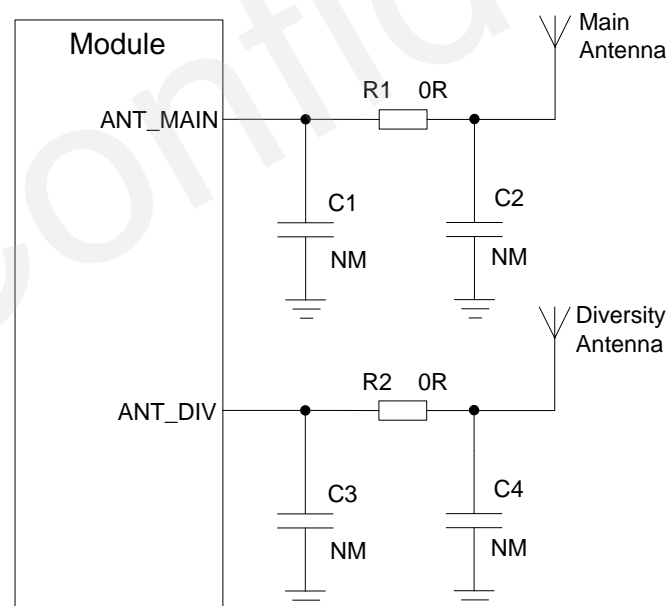 Module
Main
Antenna
R1 0R
ANT_MAIN
C1
C2
NM
NM
Diversity
Antenna
R2 0R
ANT_DIV
C3
C4
NM
NM